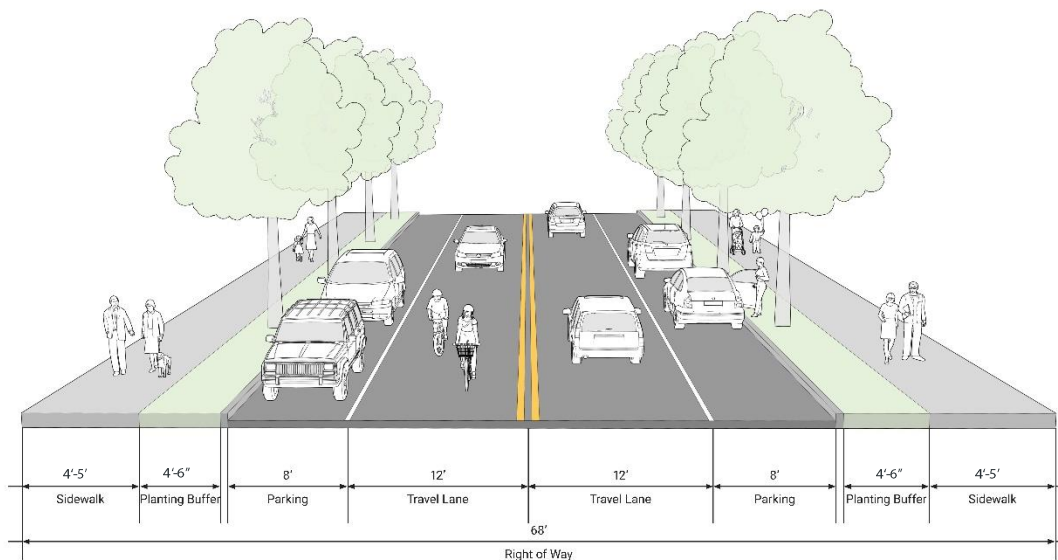 4'-5' 4'-6" 8' 12' 12' 8' 4'-6" 4'-5'
Sidewalk Planting Buffer Parking Travel Lane Travel Lane Parking Planting Buffer Sidewalk
68'
Right of Way